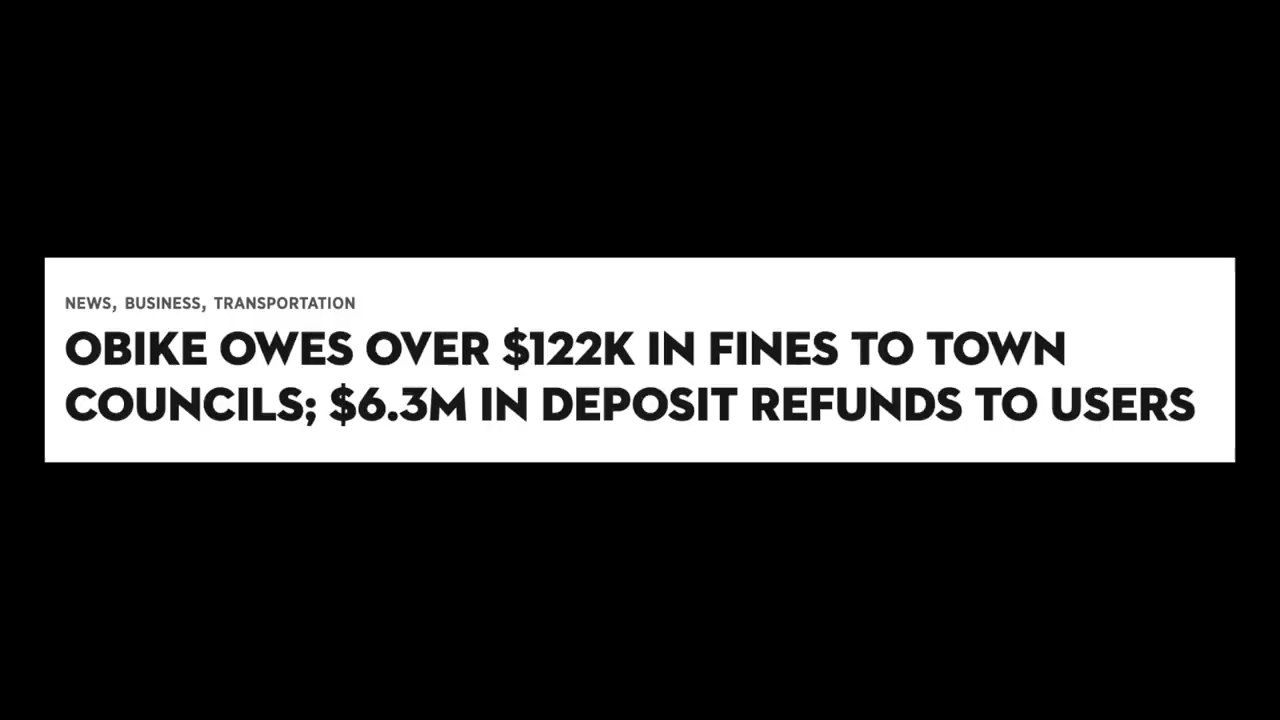 NEWS, BUSINESS, TRANSPORTATION
OBIKE OWES OVER $122K IN FINES TO TOWN
COUNCILS; $6.3M IN DEPOSIT REFUNDS TO USERS